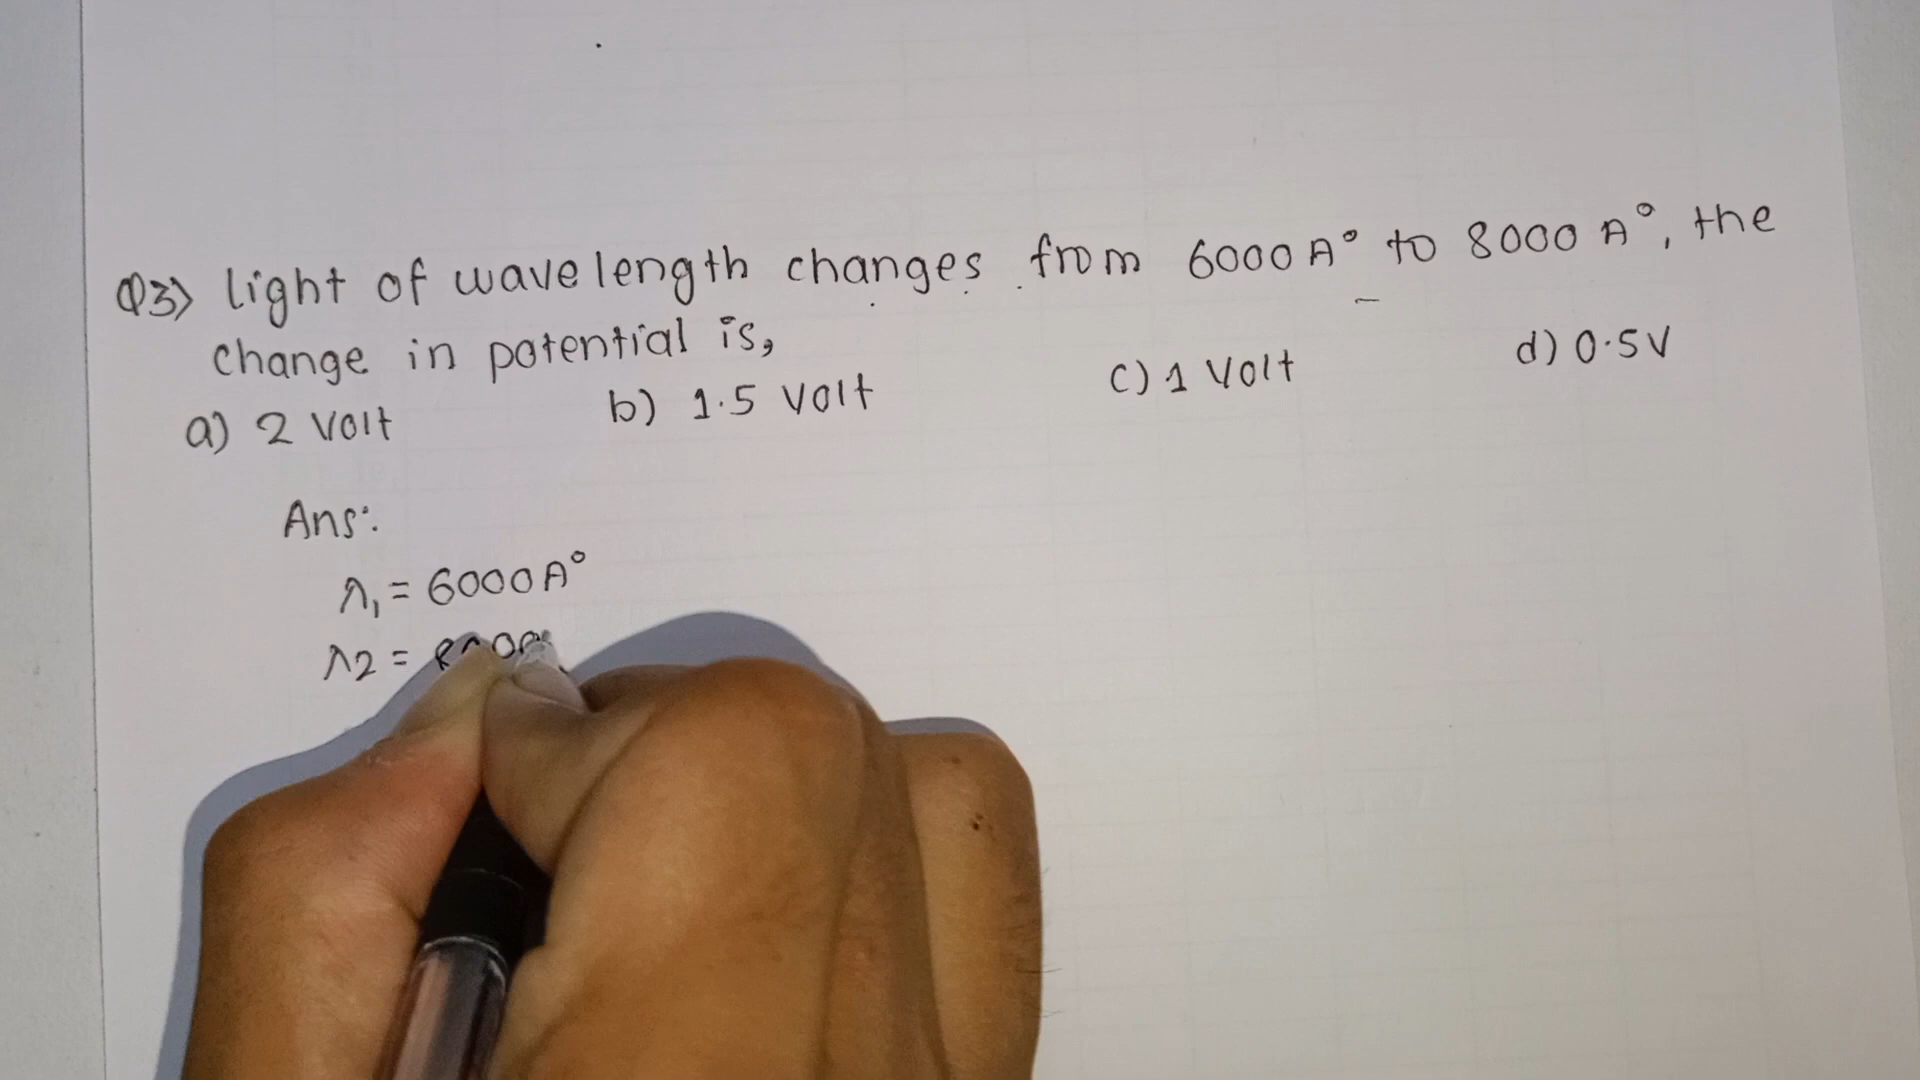 Q3) light of wavelength changes from 6000 A° to 8000 A°, the
change in potential is,
a) 2 Volt b) 1.5 Volt c) 1 Volt d) 0.5V
Ans:
λ₁ = 6000A°
λ2 =